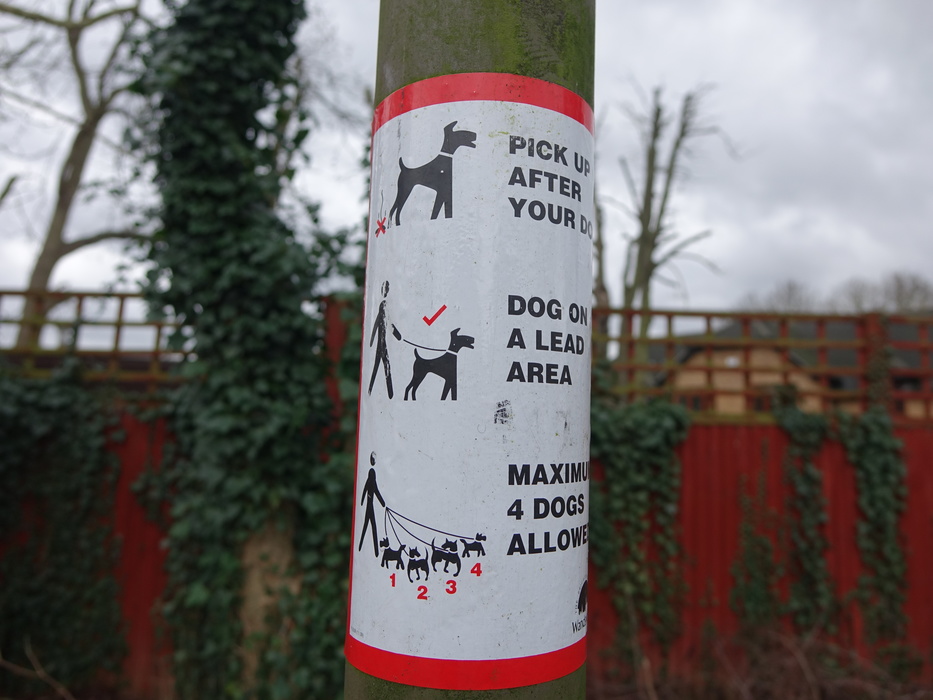 PICK UP
AFTER
YOUR DO
DOG ON
A LEAD
AREA
MAXIMU
4 DOGS
ALLOWE
1 2 3 4